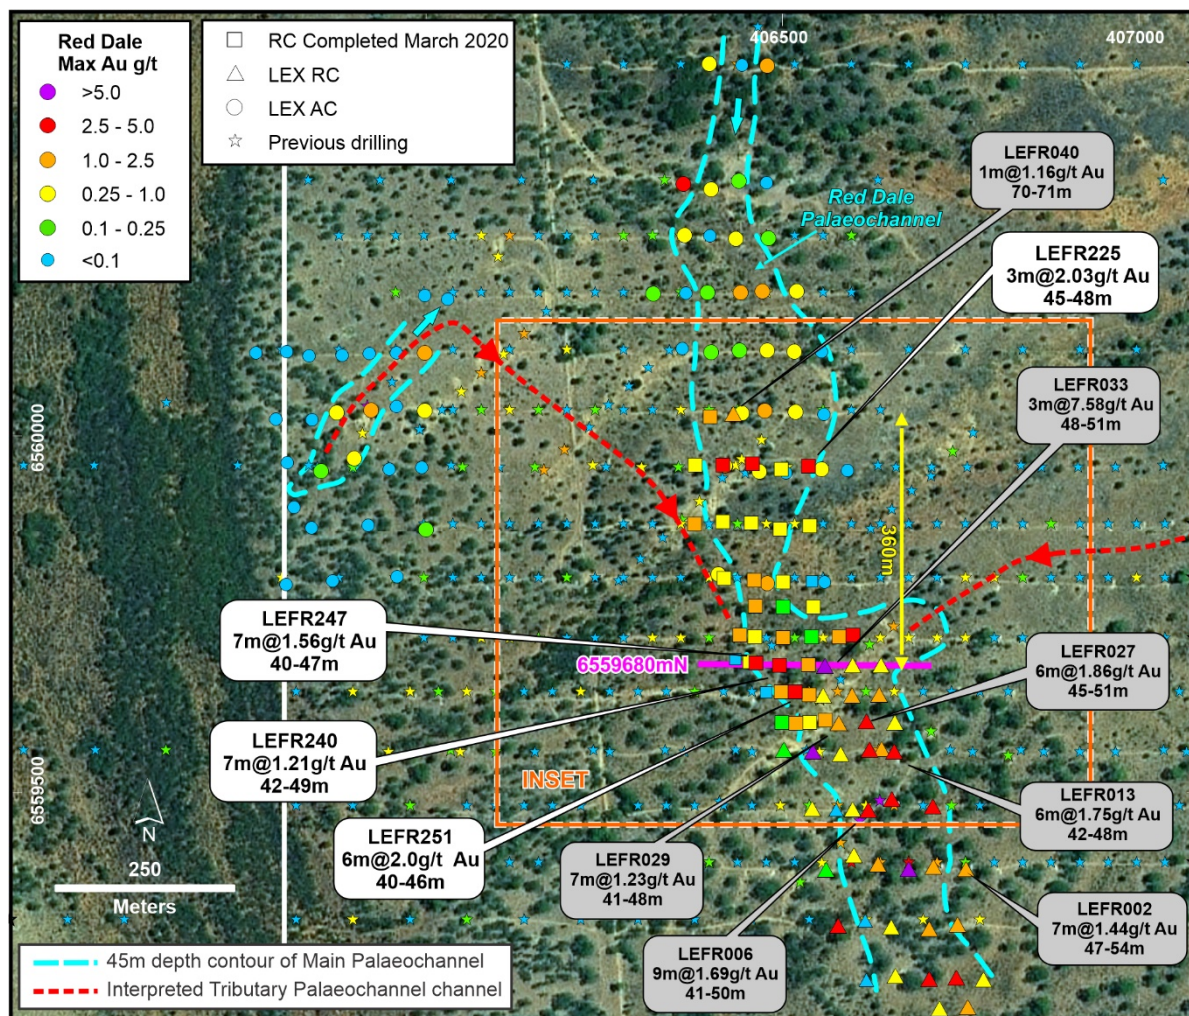 Red Dale
Max Au g/t
>5.0
2.5 - 5.0
1.0 - 2.5
0.25 - 1.0
0.1 - 0.25
<0.1
RC Completed March 2020
LEX RC
LEX AC
Previous drilling
406500
407000
6560000
6559500
LEFR040
1m@1.16g/t Au
70-71m
Red Dale
Palaeochannel
LEFR225
3m@2.03g/t Au
45-48m
LEFR033
3m@7.58g/t Au
48-51m
360m
LEFR247
7m@1.56g/t Au
40-47m
6559680mN
LEFR027
6m@1.86g/t Au
45-51m
LEFR240
7m@1.21g/t Au
42-49m
INSET
LEFR013
6m@1.75g/t Au
42-48m
LEFR251
6m@2.0g/t Au
40-46m
LEFR029
7m@1.23g/t Au
41-48m
LEFR002
7m@1.44g/t Au
47-54m
LEFR006
9m@1.69g/t Au
41-50m
N
250
Meters
45m depth contour of Main Palaeochannel
Interpreted Tributary Palaeochannel channel